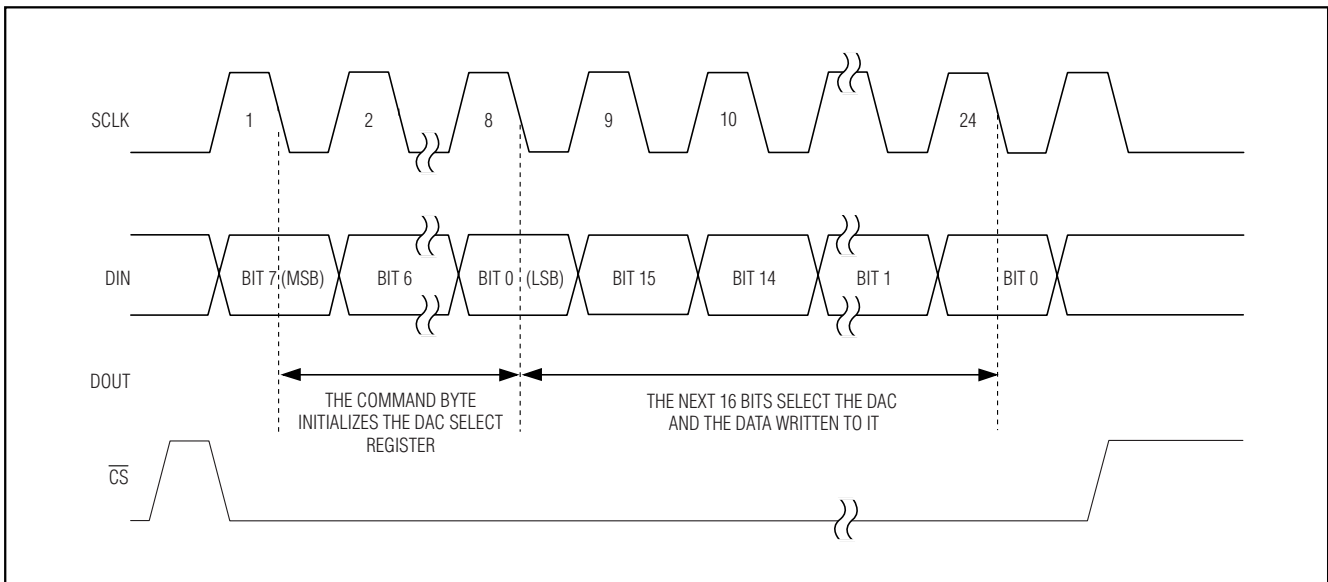 SCLK
1
2
8
9
10
24
DIN
BIT 7 (MSB)
BIT 6
BIT 0 (LSB)
BIT 15
BIT 14
BIT 1
BIT 0
DOUT
THE COMMAND BYTE
INITIALIZES THE DAC SELECT
REGISTER
THE NEXT 16 BITS SELECT THE DAC
AND THE DATA WRITTEN TO IT
CS